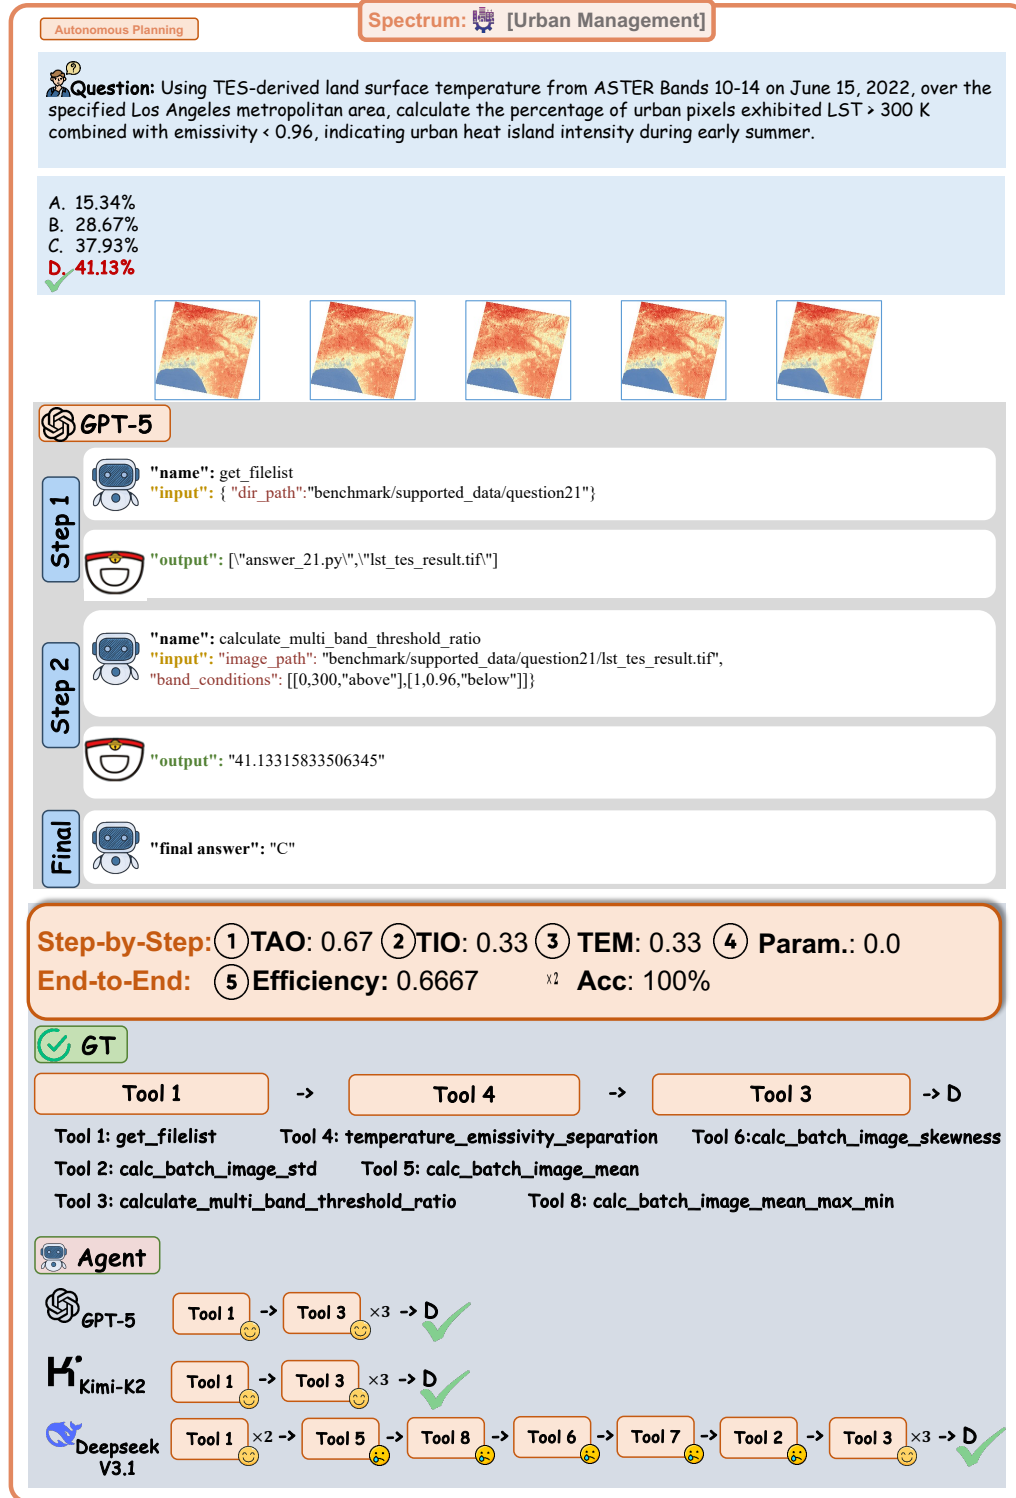 Autonomous Planning
Spectrum: [Urban Management]
Question: Using TES-derived land surface temperature from ASTER Bands 10-14 on June 15, 2022, over the
specified Los Angeles metropolitan area, calculate the percentage of urban pixels exhibited LST > 300 K
combined with emissivity < 0.96, indicating urban heat island intensity during early summer.
A. 15.34%
B. 28.67%
C. 37.93%
D. 41.13%
GPT-5
Step 1
"name": get_filelist
"input": { "dir_path":"benchmark/supported_data/question21"}
"output": [\"answer_21.py\",\"lst_tes_result.tif\"]
Step 2
"name": calculate_multi_band_threshold_ratio
"input": "image_path": "benchmark/supported_data/question21/lst_tes_result.tif",
"band_conditions": [[0,300,"above"],[1,0.96,"below"]]}
"output": "41.13315833506345"
Final
"final answer": "C"
Step-by-Step: 1 TAO: 0.67 2 TIO: 0.33 3 TEM: 0.33 4 Param.: 0.0
End-to-End: 5 Efficiency: 0.6667 x2 Acc: 100%
GT
Tool 1 -> Tool 4 -> Tool 3 -> D
Tool 1: get_filelist Tool 4: temperature_emissivity_separation Tool 6:calc_batch_image_skewness
Tool 2: calc_batch_image_std Tool 5: calc_batch_image_mean
Tool 3: calculate_multi_band_threshold_ratio Tool 8: calc_batch_image_mean_max_min
Agent
GPT-5 Tool 1 -> Tool 3 ×3 -> D
Kimi-K2 Tool 1 -> Tool 3 ×3 -> D
Deepseek V3.1 Tool 1 ×2 -> Tool 5 -> Tool 8 -> Tool 6 -> Tool 7 -> Tool 2 -> Tool 3 ×3 -> D